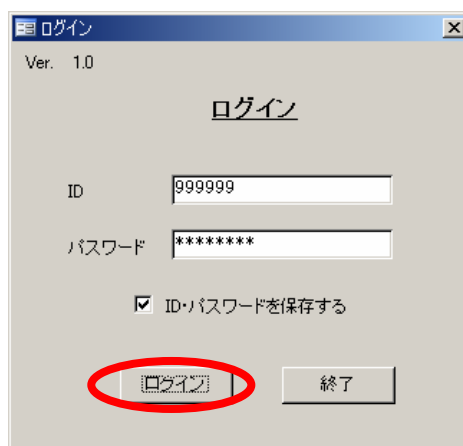 ログイン
Ver. 1.0
ログイン
ID 999999
パスワード ********
ID・パスワードを保存する
ログイン 終了